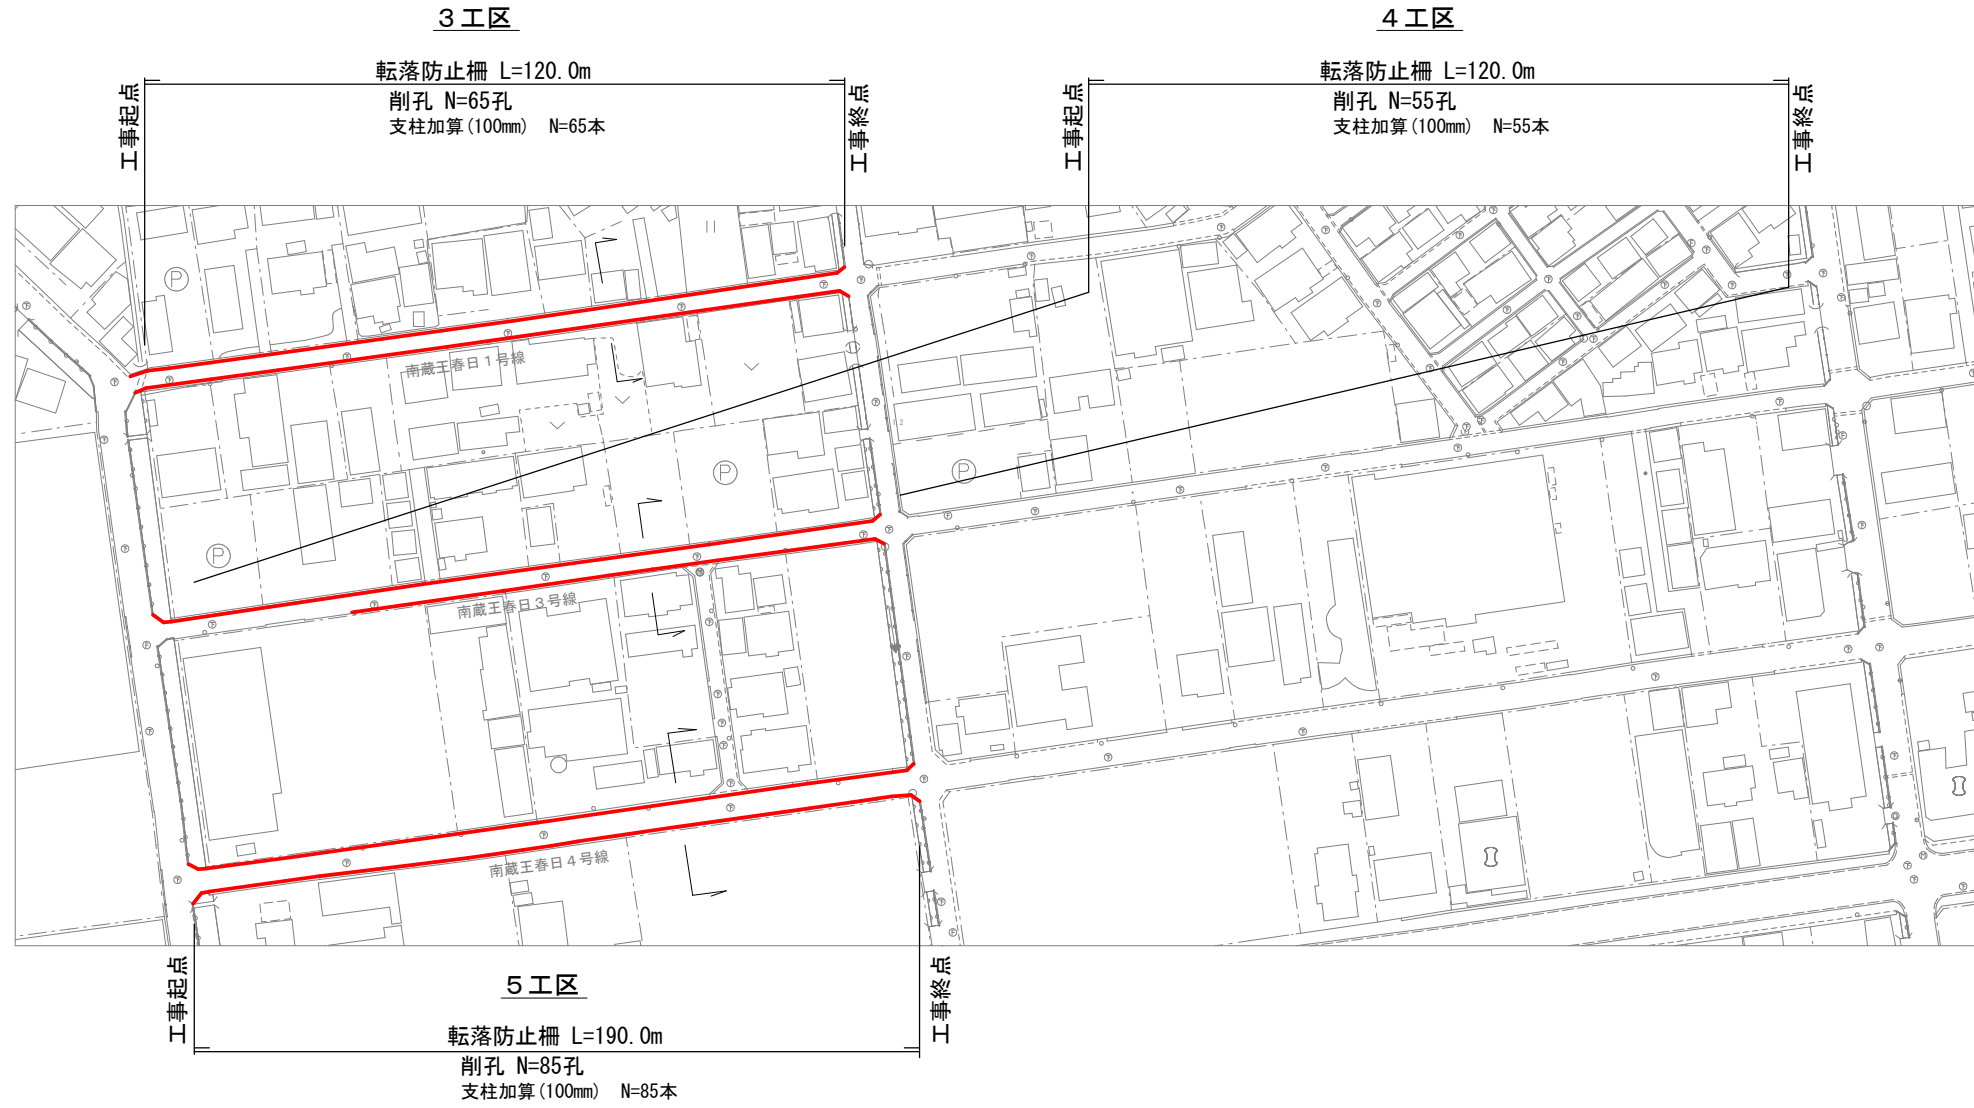 ３工区
４工区
転落防止柵 L=120.0m
転落防止柵 L=120.0m
工事起点
削孔 N=65孔
支柱加算(100mm) N=65本
工事終点
工事起点
削孔 N=55孔
支柱加算(100mm) N=55本
工事終点
P
南蔵王春日１号線
P
P
P
南蔵王春日３号線
南蔵王春日４号線
工事起点
５工区
工事終点
転落防止柵 L=190.0m
削孔 N=85孔
支柱加算(100mm) N=85本